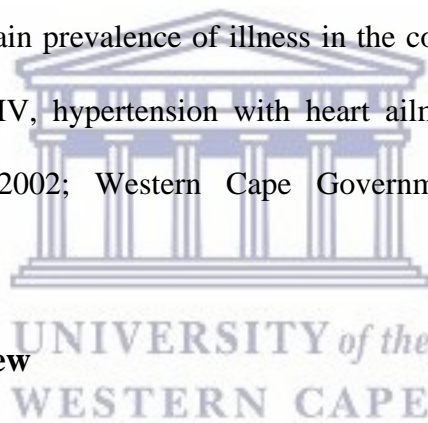 ain prevalence of illness in the co
IV, hypertension with heart ailm
2002; Western Cape Governm
UNIVERSITY of the
ew
WESTERN CAPE